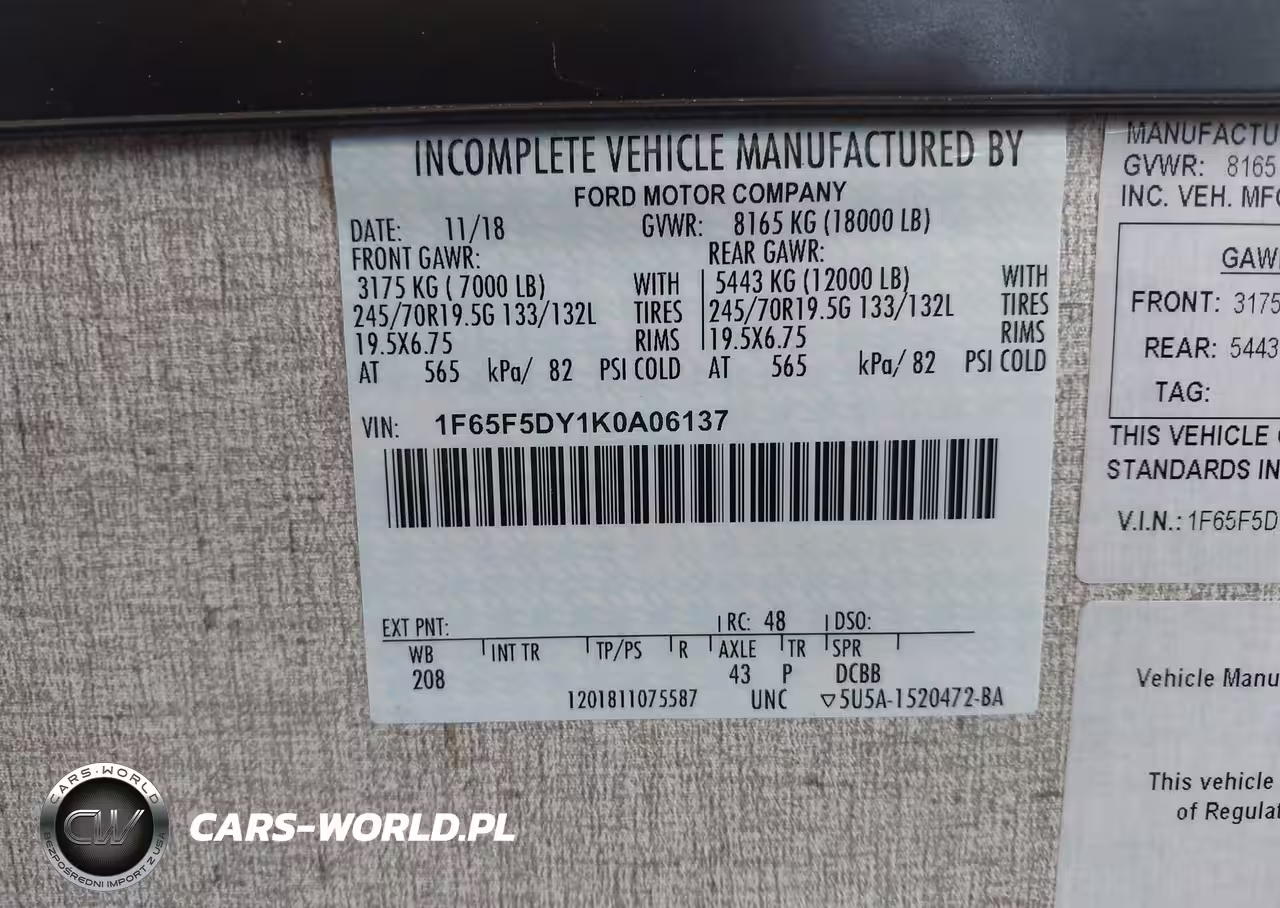 INCOMPLETE VEHICLE MANUFACTURED BY
FORD MOTOR COMPANY
DATE: 11/18 GVWR: 8165 KG (18000 LB)
FRONT GAWR: REAR GAWR:
3175 KG ( 7000 LB) WITH 5443 KG (12000 LB) WITH
245/70R19.5G 133/132L TIRES 245/70R19.5G 133/132L TIRES
19.5X6.75 RIMS 19.5X6.75 RIMS
AT 565 kPa/ 82 PSI COLD AT 565 kPa/ 82 PSI COLD
VIN: 1F65F5DY1K0A06137
EXT PNT: RC: 48 DSO:
WB INT TR TP/PS R AXLE TR SPR
208 43 P DCBB
1201811075587 UNC ▽5U5A-1520472-BA
MANUFACTU
GVWR: 8165
INC. VEH. MFG
GAW
FRONT: 3175
REAR: 5443
TAG:
THIS VEHICLE
STANDARDS IN
V.I.N.: 1F65F5D
Vehicle Manu
This vehicle
of Regula
CARS-WORLD
CW
BEZPOŚREDNI IMPORT Z USA
CARS-WORLD.PL